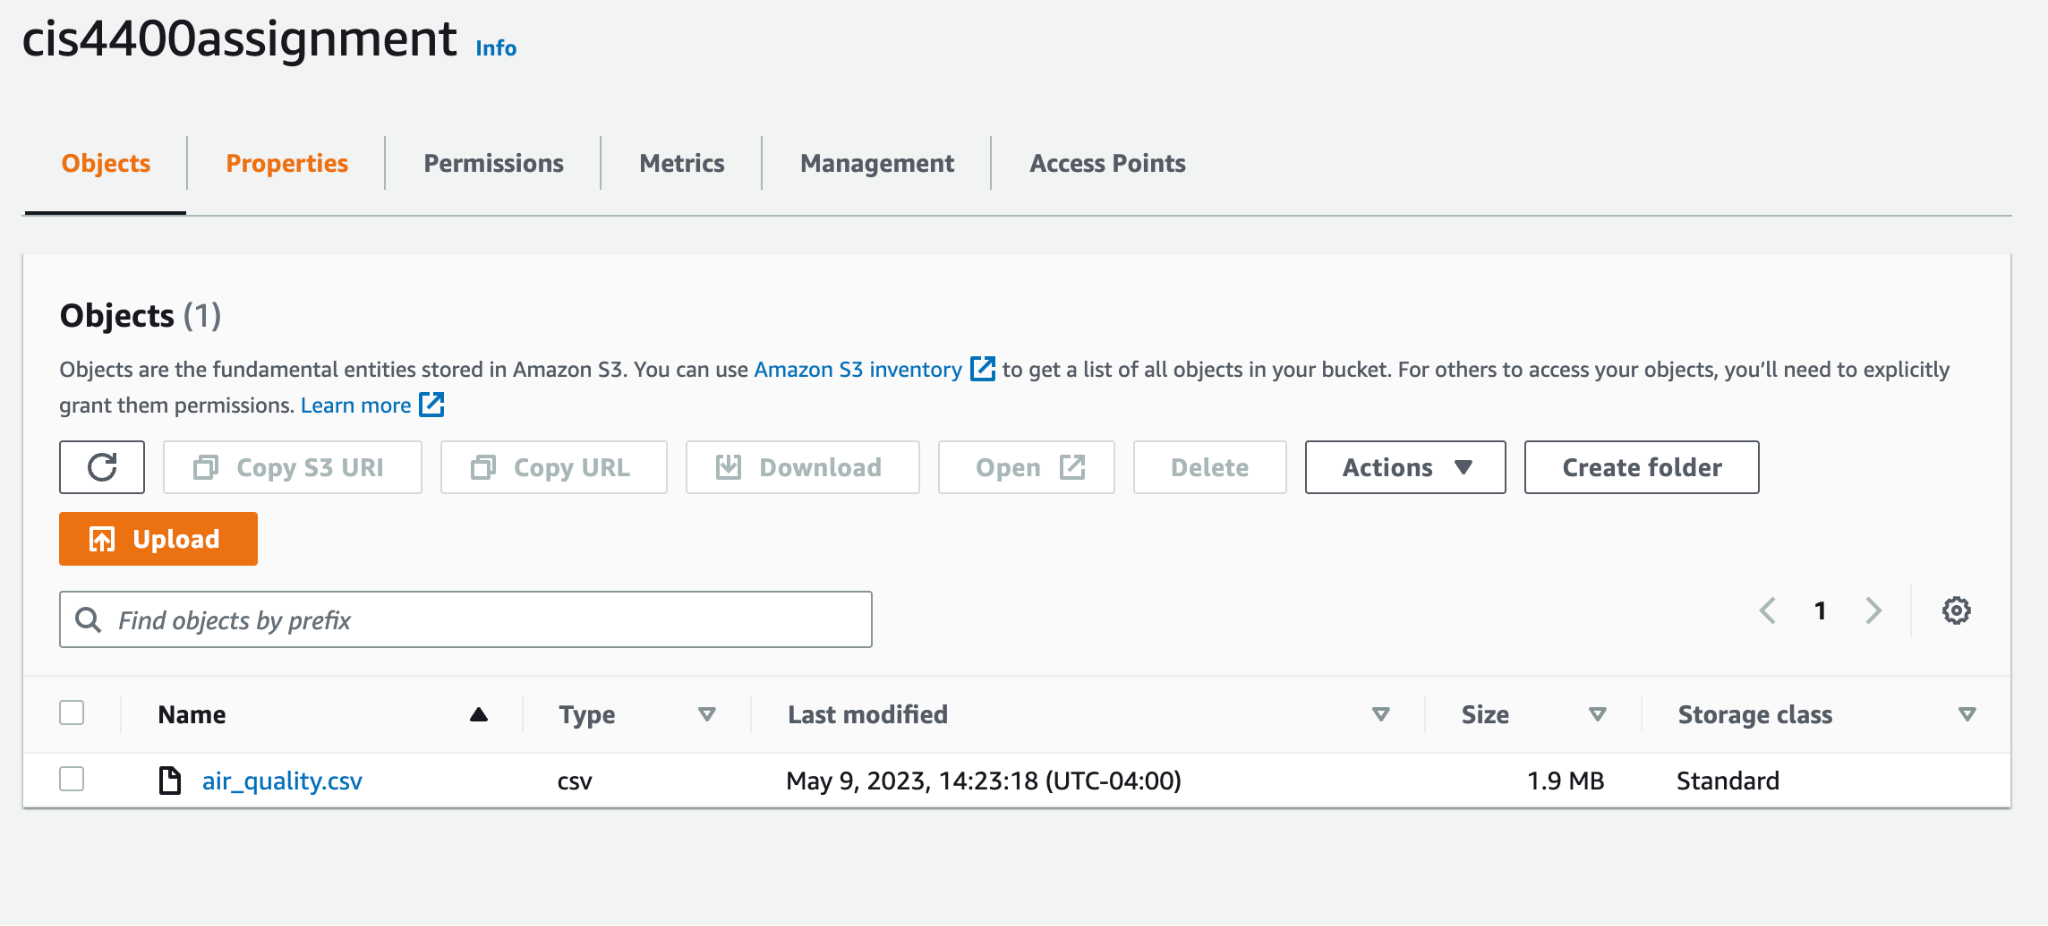 cis4400assignment Info
Objects Properties Permissions Metrics Management Access Points
Objects (1)
Objects are the fundamental entities stored in Amazon S3. You can use Amazon S3 inventory to get a list of all objects in your bucket. For others to access your objects, you’ll need to explicitly
grant them permissions. Learn more
Copy S3 URI Copy URL Download Open Delete Actions Create folder
Upload
Find objects by prefix 1
Name Type Last modified Size Storage class
air_quality.csv csv May 9, 2023, 14:23:18 (UTC-04:00) 1.9 MB Standard